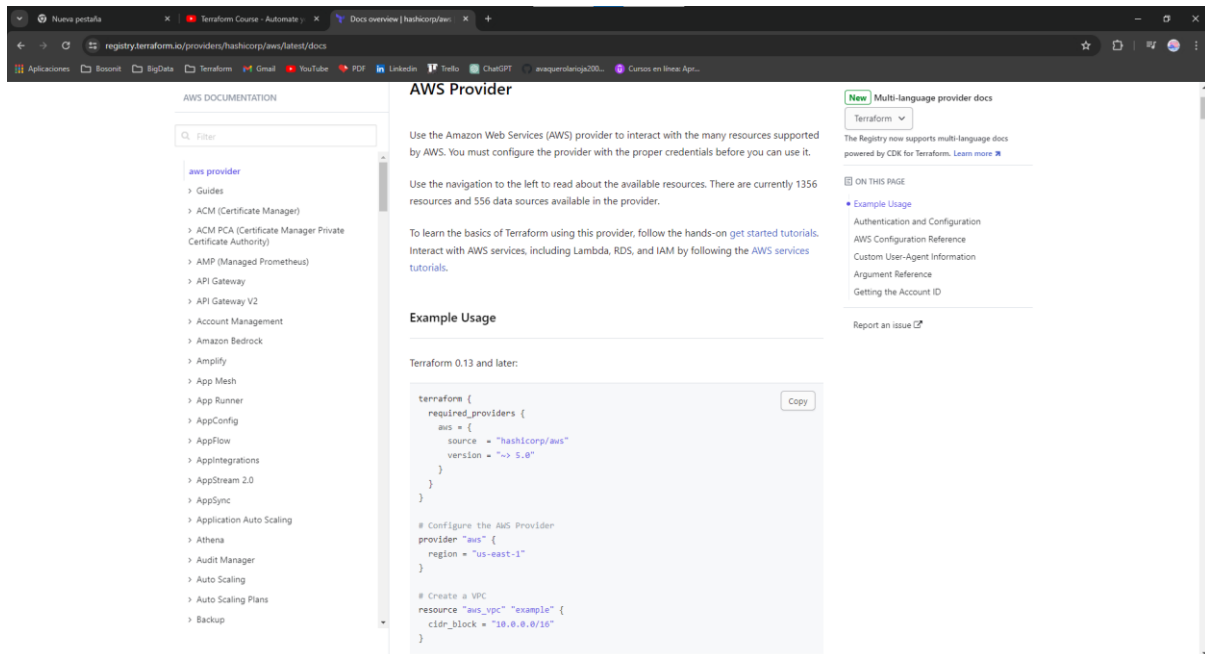 Nueva pestaña
Terraform Course - Automate y
Docs overview | hashicorp/aws
registry.terraform.io/providers/hashicorp/aws/latest/docs
Aplicaciones Bosonit BigData Terraform Gmail YouTube PDF Linkedin Trello ChatGPT avaquerolarioja200... Cursos en línea: Apr...
AWS DOCUMENTATION
Filter
aws provider
Guides
ACM (Certificate Manager)
ACM PCA (Certificate Manager Private
Certificate Authority)
AMP (Managed Prometheus)
API Gateway
API Gateway V2
Account Management
Amazon Bedrock
Amplify
App Mesh
App Runner
AppConfig
AppFlow
AppIntegrations
AppStream 2.0
AppSync
Application Auto Scaling
Athena
Audit Manager
Auto Scaling
Auto Scaling Plans
Backup
AWS Provider
Use the Amazon Web Services (AWS) provider to interact with the many resources supported
by AWS. You must configure the provider with the proper credentials before you can use it.
Use the navigation to the left to read about the available resources. There are currently 1356
resources and 556 data sources available in the provider.
To learn the basics of Terraform using this provider, follow the hands-on get started tutorials.
Interact with AWS services, including Lambda, RDS, and IAM by following the AWS services
tutorials.
Example Usage
Terraform 0.13 and later:
Copy
terraform {
  required_providers {
    aws = {
      source  = "hashicorp/aws"
      version = "~> 5.0"
    }
  }
}
# Configure the AWS Provider
provider "aws" {
  region = "us-east-1"
}
# Create a VPC
resource "aws_vpc" "example" {
  cidr_block = "10.0.0.0/16"
}
New Multi-language provider docs
Terraform
The Registry now supports multi-language docs
powered by CDK for Terraform. Learn more
ON THIS PAGE
Example Usage
Authentication and Configuration
AWS Configuration Reference
Custom User-Agent Information
Argument Reference
Getting the Account ID
Report an issue